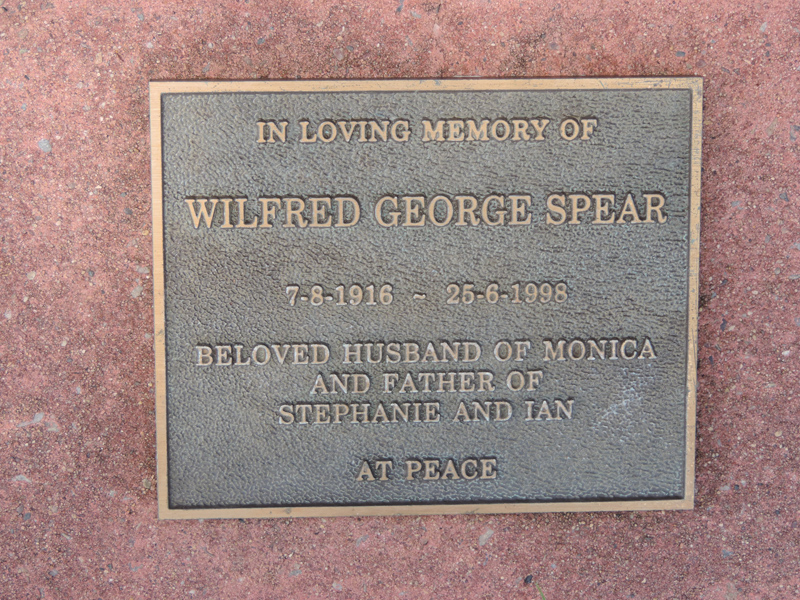 IN LOVING MEMORY OF
WILFRED GEORGE SPEAR
7-8-1916 ~ 25-6-1998
BELOVED HUSBAND OF MONICA
AND FATHER OF
STEPHANIE AND IAN
AT PEACE